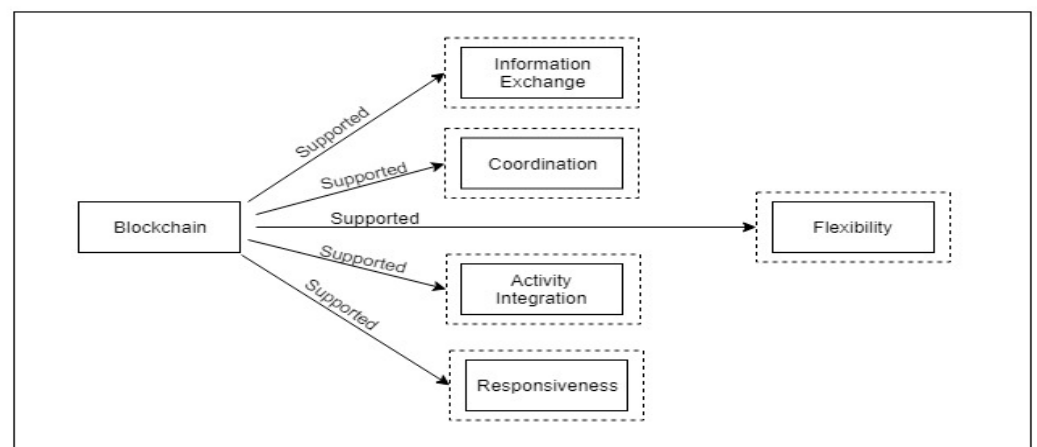 Information
Exchange
Supported
Coordination
Supported
Supported
Blockchain
Flexibility
Supported
Activity
Integration
Supported
Responsiveness